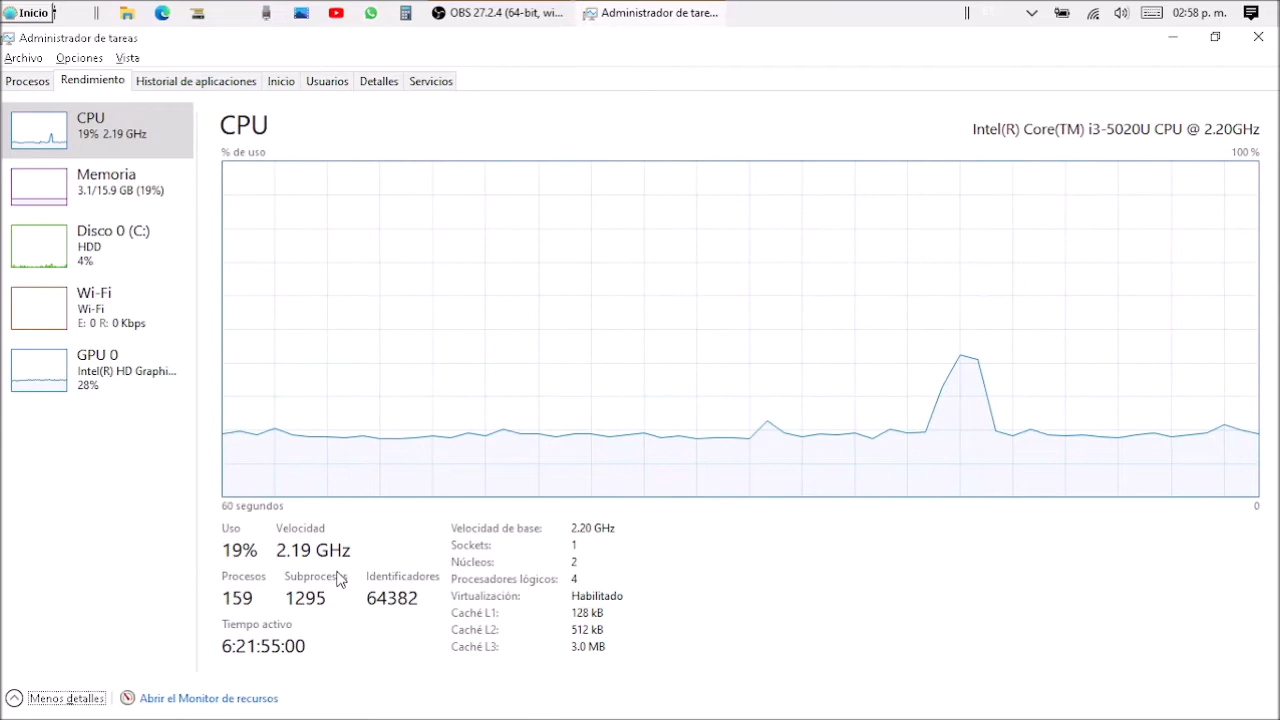 Inicio OBS 27.2.4 (64-bit, wi... Administrador de tare... 02:58 p. m.
Administrador de tareas
Archivo Opciones Vista
Procesos Rendimiento Historial de aplicaciones Inicio Usuarios Detalles Servicios
CPU
19% 2.19 GHz
Memoria
3.1/15.9 GB (19%)
Disco 0 (C:)
HDD
4%
Wi-Fi
Wi-Fi
E: 0 R: 0 Kbps
GPU 0
Intel(R) HD Graphi...
28%
CPU Intel(R) Core(TM) i3-5020U CPU @ 2.20GHz
% de uso 100 %
60 segundos 0
Uso Velocidad
19% 2.19 GHz
Procesos Subprocesos Identificadores
159 1295 64382
Tiempo activo
6:21:55:00
Velocidad de base: 2.20 GHz
Sockets: 1
Núcleos: 2
Procesadores lógicos: 4
Virtualización: Habilitado
Caché L1: 128 kB
Caché L2: 512 kB
Caché L3: 3.0 MB
Menos detalles Abrir el Monitor de recursos